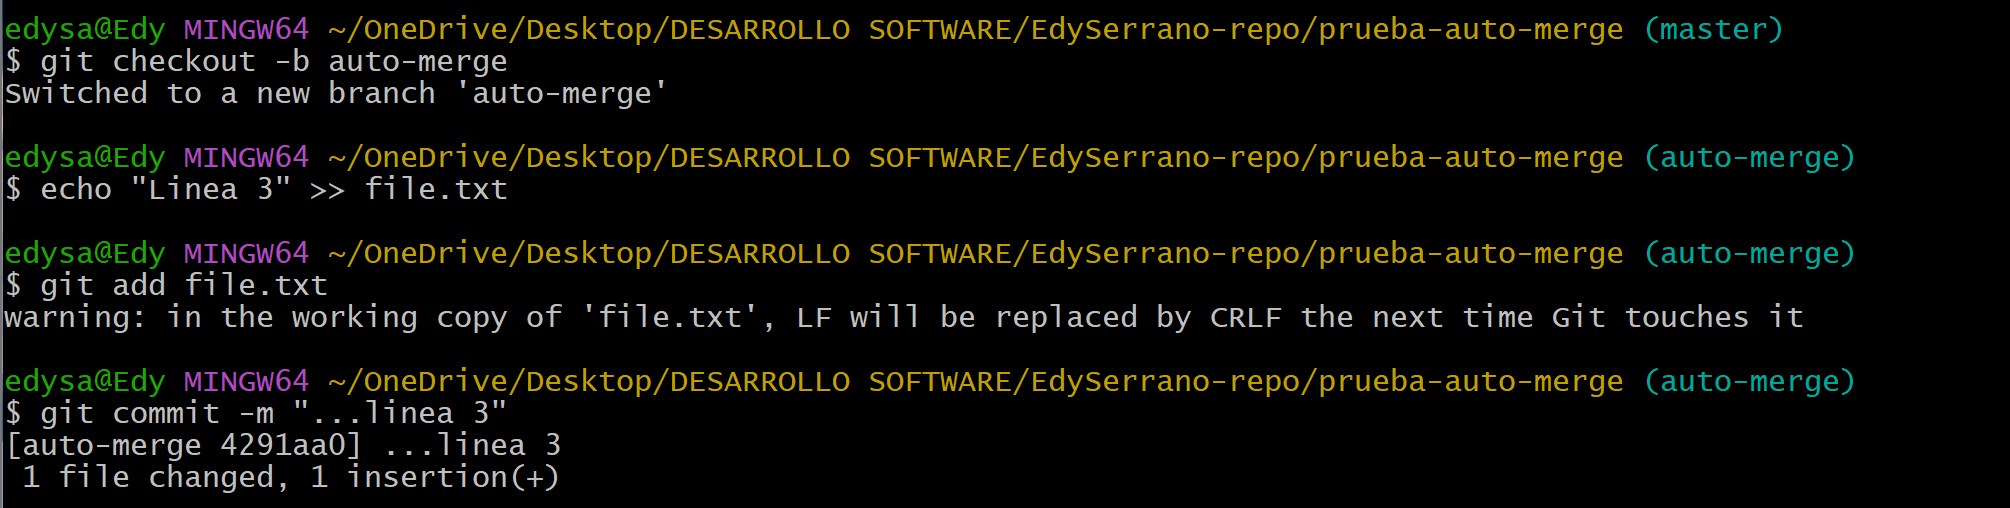 edysa@Edy MINGW64 ~/OneDrive/Desktop/DESARROLLO SOFTWARE/EdySerrano-repo/prueba-auto-merge (master)
$ git checkout -b auto-merge
Switched to a new branch 'auto-merge'
edysa@Edy MINGW64 ~/OneDrive/Desktop/DESARROLLO SOFTWARE/EdySerrano-repo/prueba-auto-merge (auto-merge)
$ echo "Linea 3" >> file.txt
edysa@Edy MINGW64 ~/OneDrive/Desktop/DESARROLLO SOFTWARE/EdySerrano-repo/prueba-auto-merge (auto-merge)
$ git add file.txt
warning: in the working copy of 'file.txt', LF will be replaced by CRLF the next time Git touches it
edysa@Edy MINGW64 ~/OneDrive/Desktop/DESARROLLO SOFTWARE/EdySerrano-repo/prueba-auto-merge (auto-merge)
$ git commit -m "...linea 3"
[auto-merge 4291aa0] ...linea 3
 1 file changed, 1 insertion(+)